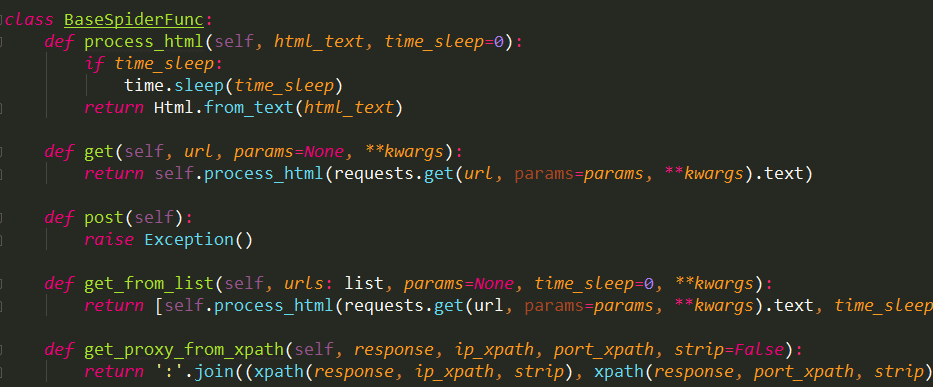 class BaseSpiderFunc:
    def process_html(self, html_text, time_sleep=0):
        if time_sleep:
            time.sleep(time_sleep)
        return Html.from_text(html_text)
    def get(self, url, params=None, **kwargs):
        return self.process_html(requests.get(url, params=params, **kwargs).text)
    def post(self):
        raise Exception()
    def get_from_list(self, urls: list, params=None, time_sleep=0, **kwargs):
        return [self.process_html(requests.get(url, params=params, **kwargs).text, time_sleep
    def get_proxy_from_xpath(self, response, ip_xpath, port_xpath, strip=False):
        return ':'.join((xpath(response, ip_xpath, strip), xpath(response, port_xpath, strip)